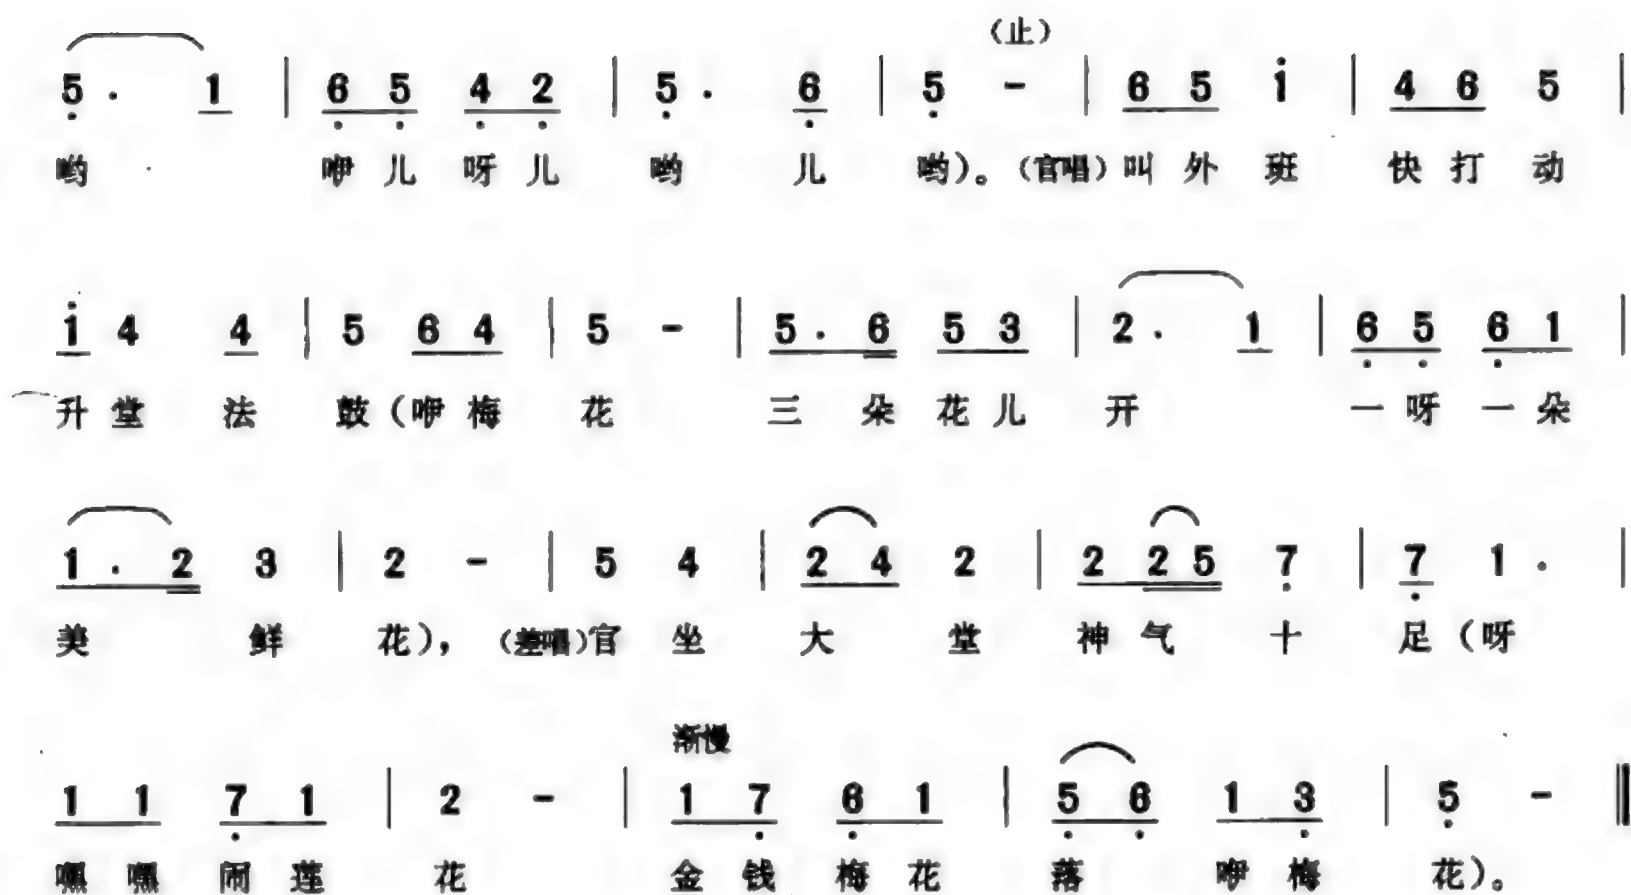 （止）
5 . 1 | 6 5 4 2 | 5 . 6 | 5 - | 6 5 i | 4 6 5 |
哟 咿儿呀儿 哟 儿 哟）。（官唱）叫外班 快打动
i 4 4 | 5 6 4 | 5 - | 5 . 6 5 3 | 2 . 1 | 6 5 6 1 |
升堂 法 鼓（咿梅 花 三 朵花儿 开 一呀一朵
1 . 2 3 | 2 - | 5 4 | 2 4 2 | 2 2 5 7 | 7 1 . |
美 鲜 花），（差唱）官 坐 大 堂 神气 十 足（呀
渐慢
1 1 7 1 | 2 - | 1 7 6 1 | 5 6 1 3 | 5 - ‖
嘿嘿闹莲 花 金钱梅花 落 咿梅 花）。